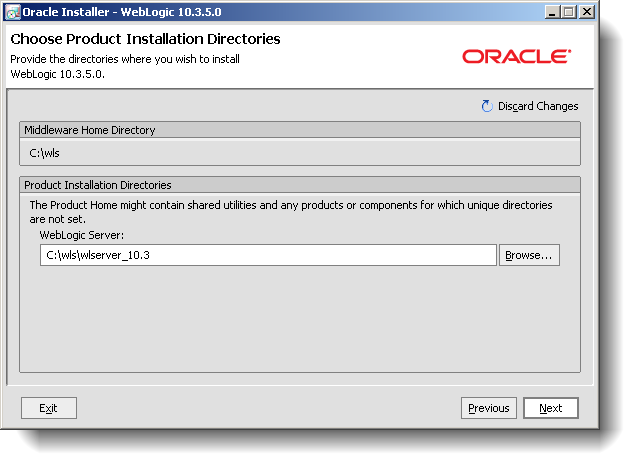 Oracle Installer - WebLogic 10.3.5.0
Choose Product Installation Directories
Provide the directories where you wish to install
WebLogic 10.3.5.0.
ORACLE
Discard Changes
Middleware Home Directory
C:\wls
Product Installation Directories
The Product Home might contain shared utilities and any products or components for which unique directories
are not set.
WebLogic Server:
C:\wls\wlserver_10.3
Browse...
Exit
Previous
Next